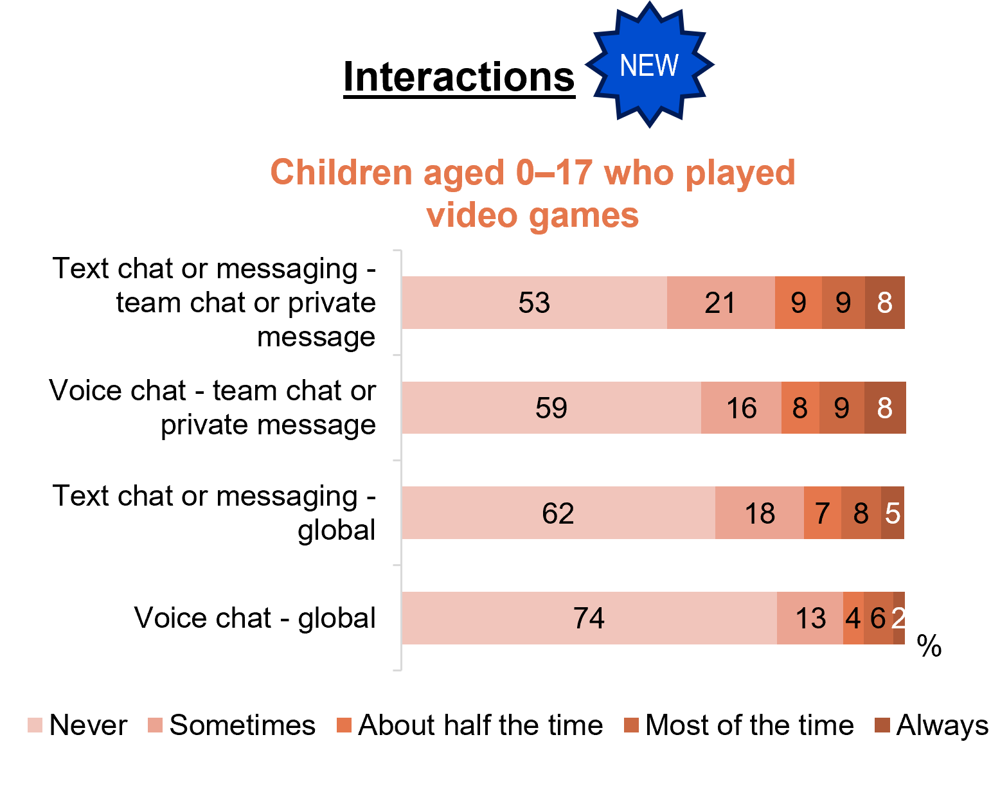 Interactions
NEW
Children aged 0–17 who played
video games
Text chat or messaging -
team chat or private
message
53 21 9 9 8
Voice chat - team chat or
private message
59 16 8 9 8
Text chat or messaging -
global
62 18 7 8 5
Voice chat - global
74 13 4 6 2
%
Never Sometimes About half the time Most of the time Always